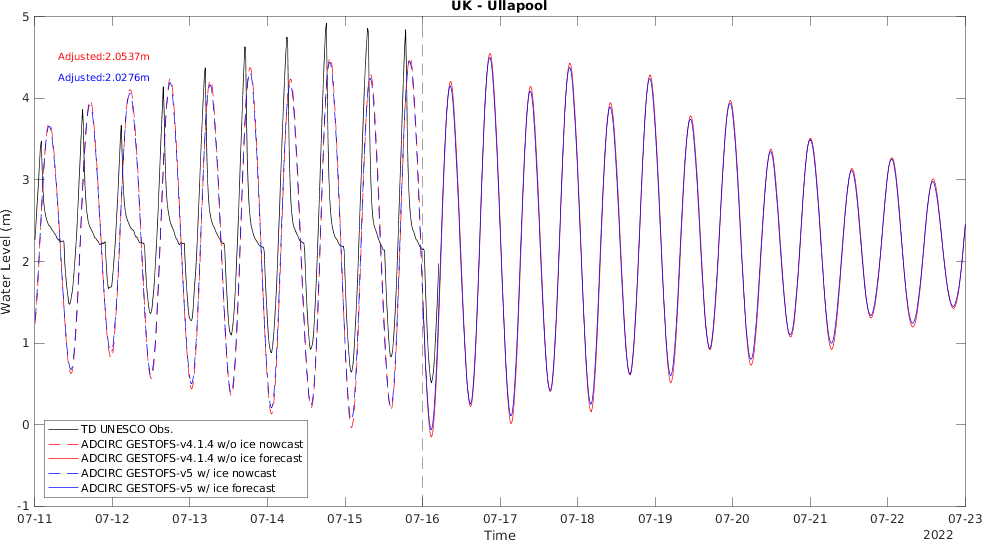 UK - Ullapool
5
4
3
2
1
0
-1
Water Level (m)
Adjusted:2.0537m
Adjusted:2.0276m
TD UNESCO Obs.
ADCIRC GESTOFS-v4.1.4 w/o ice nowcast
ADCIRC GESTOFS-v4.1.4 w/o ice forecast
ADCIRC GESTOFS-v5 w/ ice nowcast
ADCIRC GESTOFS-v5 w/ ice forecast
07-11 07-12 07-13 07-14 07-15 07-16 07-17 07-18 07-19 07-20 07-21 07-22 07-23
Time
2022